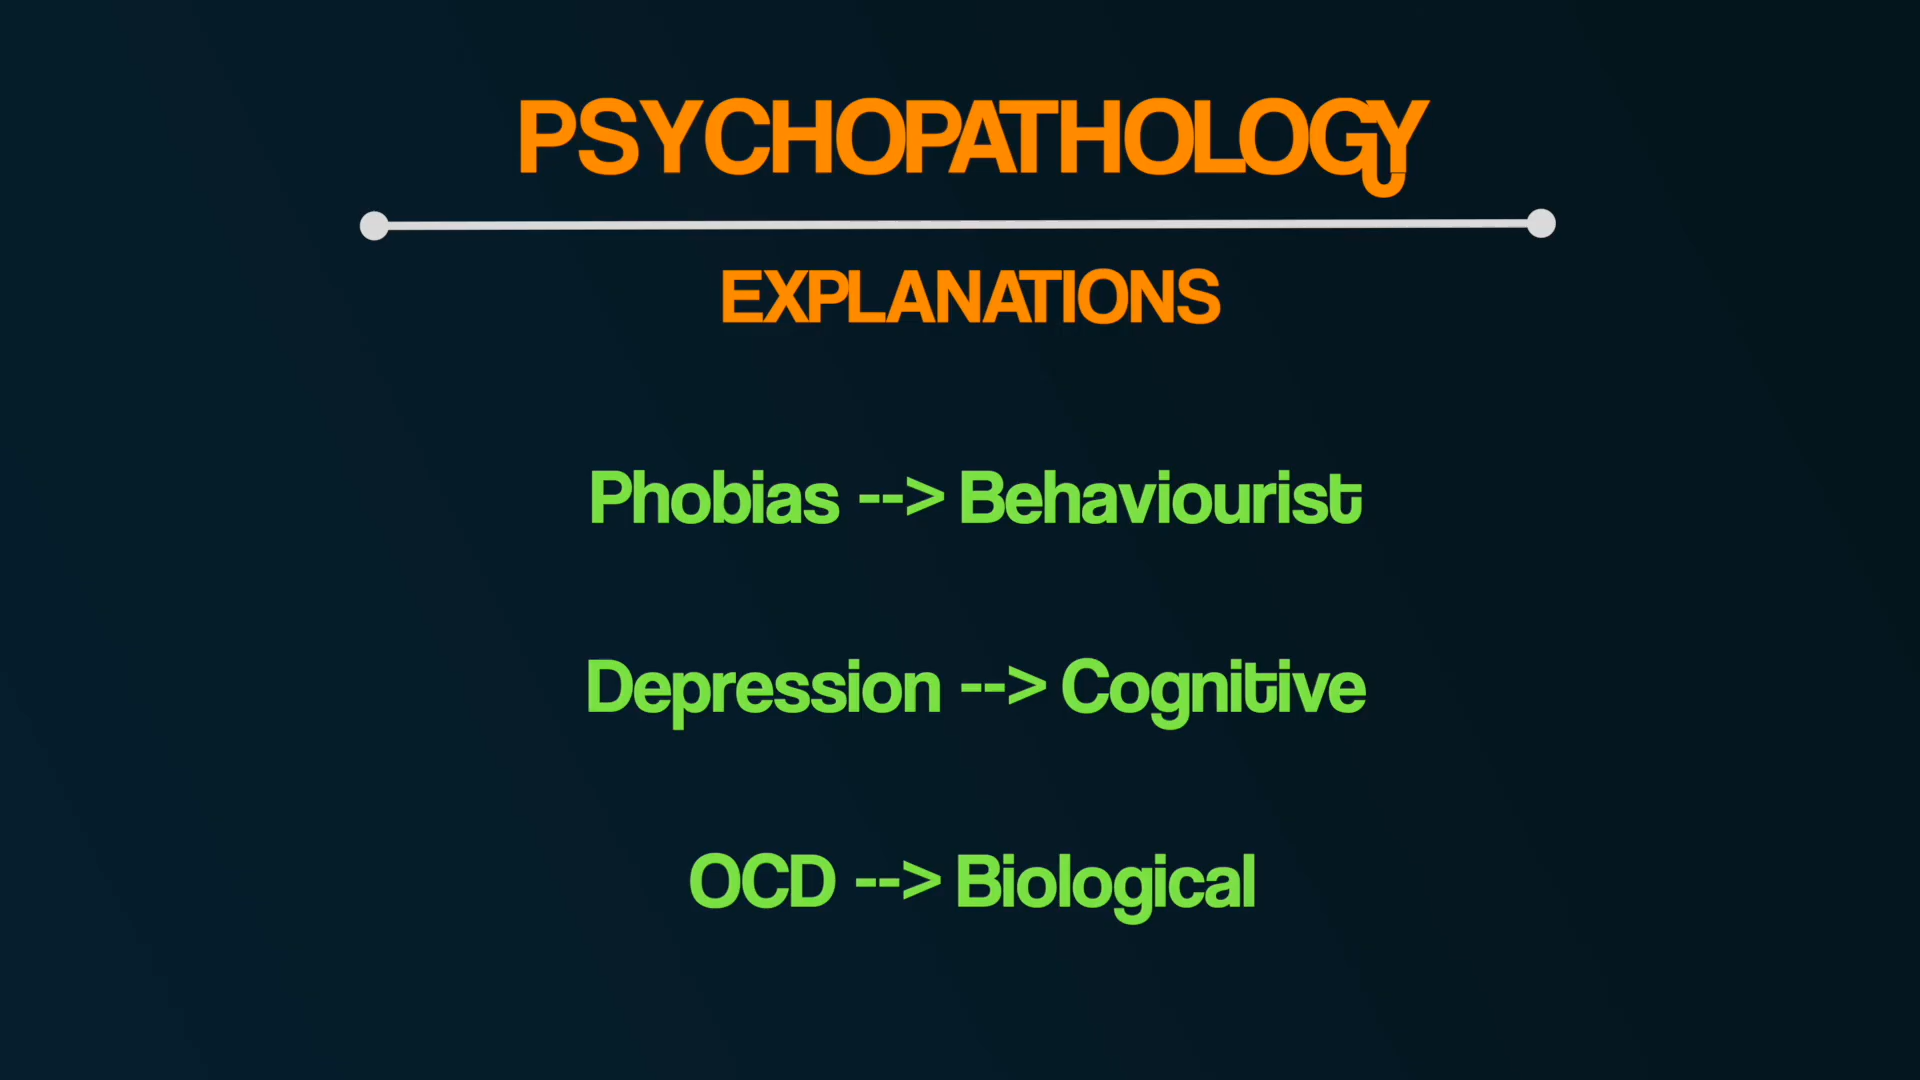 PSYCHOPATHOLOGY
EXPLANATIONS
Phobias --> Behaviourist
Depression --> Cognitive
OCD --> Biological